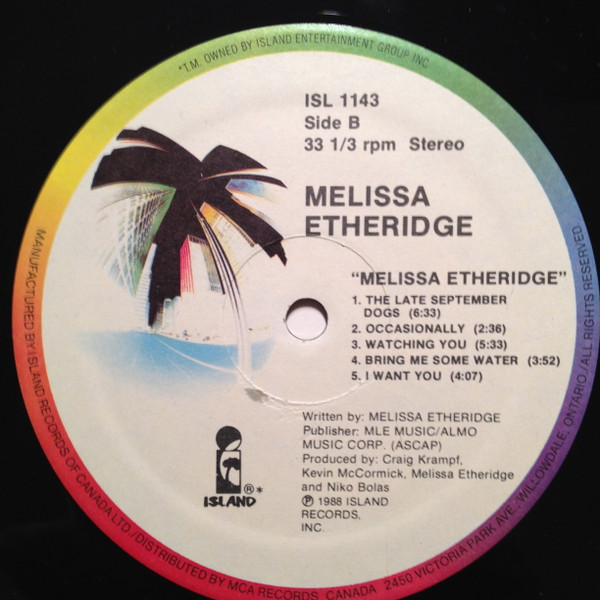 *T.M. OWNED BY ISLAND ENTERTAINMENT GROUP INC
ISL 1143
Side B
33 1/3 rpm Stereo
MELISSA
ETHERIDGE
"MELISSA ETHERIDGE"
1. THE LATE SEPTEMBER
DOGS (6:33)
2. OCCASIONALLY (2:36)
3. WATCHING YOU (5:33)
4. BRING ME SOME WATER (3:52)
5. I WANT YOU (4:07)
Written by: MELISSA ETHERIDGE
Publisher: MLE MUSIC/ALMO
MUSIC CORP. (ASCAP)
Produced by: Craig Krampf,
Kevin McCormick, Melissa Etheridge
and Niko Bolas
℗ 1988 ISLAND
RECORDS,
INC.
i
®*
ISLAND
MANUFACTURED BY ISLAND RECORDS OF CANADA LTD./DISTRIBUTED BY MCA RECORDS, CANADA 2450 VICTORIA PARK AVE., WILLOWDALE, ONTARIO./ALL RIGHTS RESERVED.